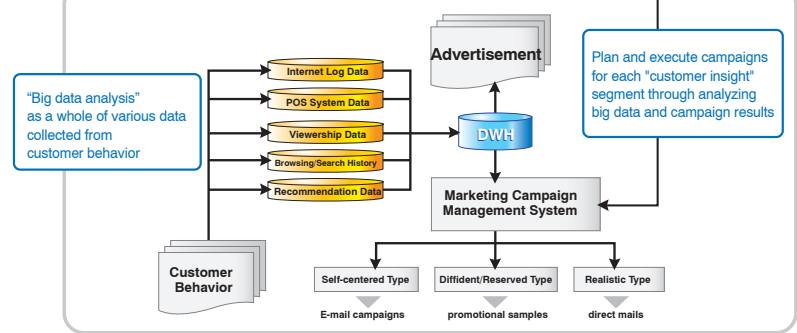 Advertisement
Internet Log Data
POS System Data
Viewership Data
Browsing/Search History
Recommendation Data
"Big data analysis"
as a whole of various data
collected from
customer behavior
DWH
Plan and execute campaigns
for each "customer insight"
segment through analyzing
big data and campaign results
Marketing Campaign
Management System
Customer
Behavior
Self-centered Type
Diffident/Reserved Type
Realistic Type
E-mail campaigns
promotional samples
direct mails